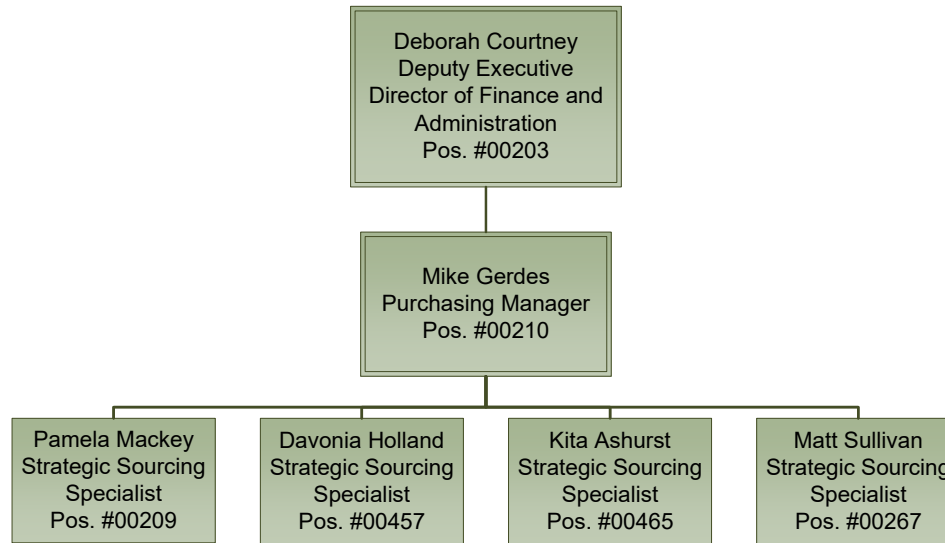 Deborah Courtney
Deputy Executive
Director of Finance and
Administration
Pos. #00203
Mike Gerdes
Purchasing Manager
Pos. #00210
Pamela Mackey
Strategic Sourcing
Specialist
Pos. #00209
Davonia Holland
Strategic Sourcing
Specialist
Pos. #00457
Kita Ashurst
Strategic Sourcing
Specialist
Pos. #00465
Matt Sullivan
Strategic Sourcing
Specialist
Pos. #00267